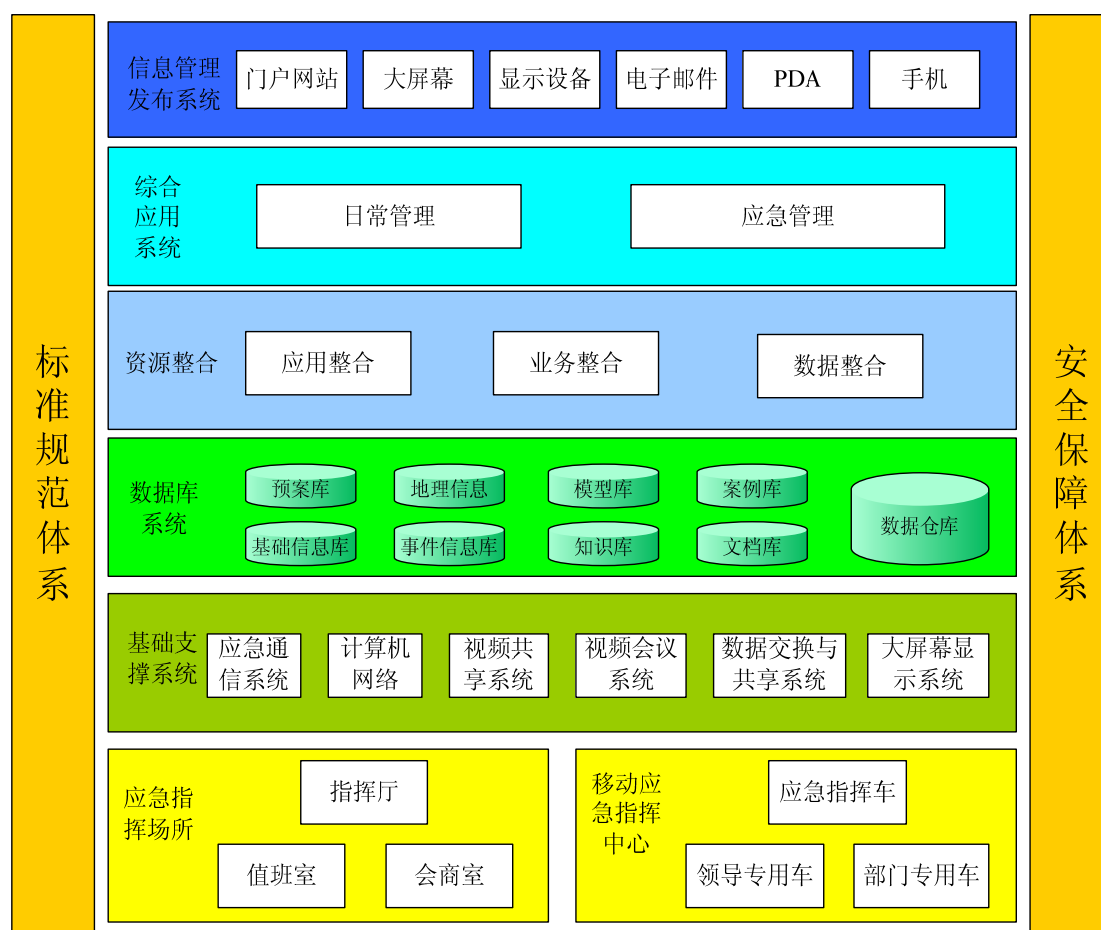 标准规范体系
信息管理
发布系统
门户网站
大屏幕
显示设备
电子邮件
PDA
手机
综合
应用
系统
日常管理
应急管理
资源整合
应用整合
业务整合
数据整合
数据库
系统
预案库
地理信息
模型库
案例库
基础信息库
事件信息库
知识库
文档库
数据仓库
基础支
撑系统
应急通
信系统
计算机
网络
视频共
享系统
视频会议
系统
数据交换与
共享系统
大屏幕显
示系统
应急指
挥场所
指挥厅
值班室
会商室
移动应
急指挥
中心
应急指挥车
领导专用车
部门专用车
安全保障体系